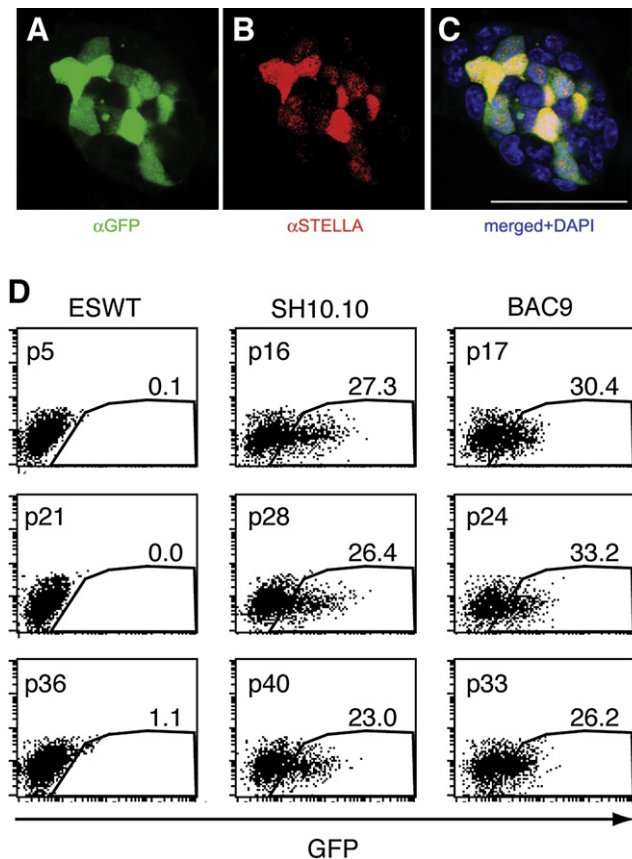 A B C
αGFP αSTELLA merged+DAPI
D
ESWT SH10.10 BAC9
p5 p16 p17
0.1 27.3 30.4
p21 p28 p24
0.0 26.4 33.2
p36 p40 p33
1.1 23.0 26.2
GFP